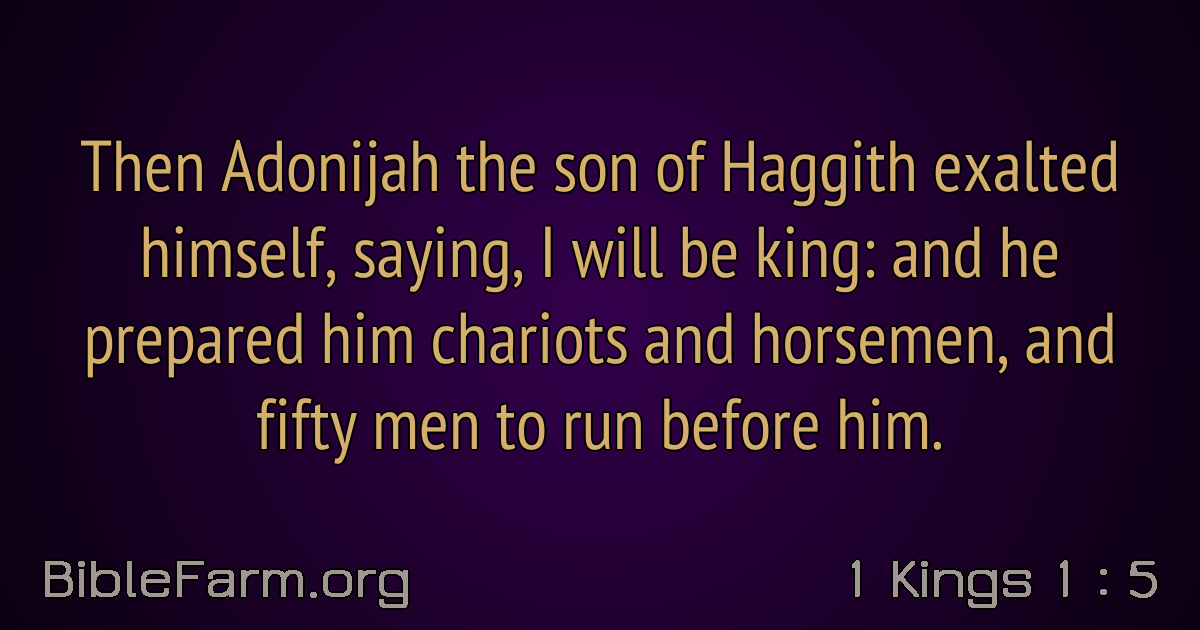 Then Adonijah the son of Haggith exalted
himself, saying, I will be king: and he
prepared him chariots and horsemen, and
fifty men to run before him.
BibleFarm.org
1 Kings 1 : 5